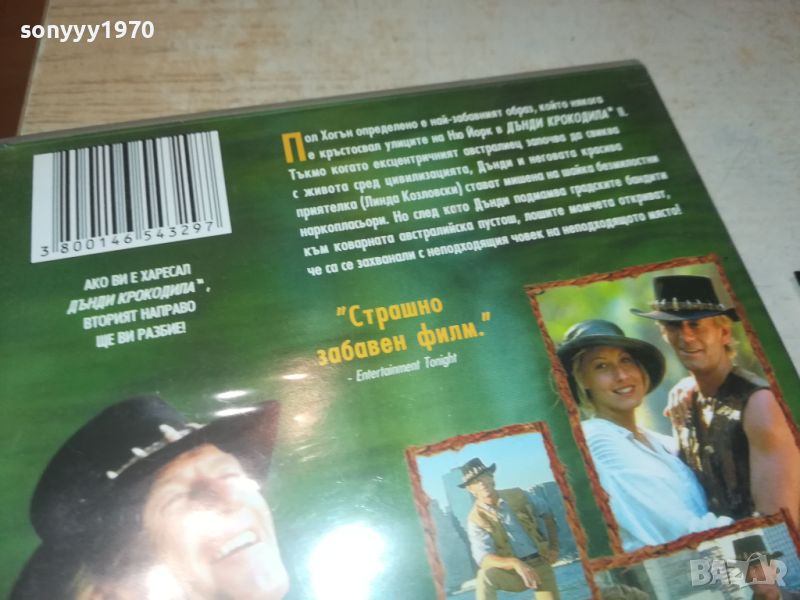 sonyyy1970
Пол Хогън определено е най-забавният образ, който някога
е кръстосвал улиците на Ню Йорк в ДЪНДИ КРОКОДИЛА™ II.
Тъкмо когато ексцентричният австралиец започва да свиква
с живота сред цивилизацията, Дънди и неговата красива
приятелка (Линда Козловски) стават мишена на шайка безмилостни
наркопласьори. Но след като Дънди подмамва градските бандити
към коварната австралийска пустош, лошите момчета откриват,
че са се захванали с неподходящия човек на неподходящото място!
3 800146 543297
АКО ВИ Е ХАРЕСАЛ
ДЪНДИ КРОКОДИЛА™,
ВТОРИЯТ НАПРАВО
ЩЕ ВИ РАЗБИЕ!
"Страшно
забавен филм."
- Entertainment Tonight
BAZAR